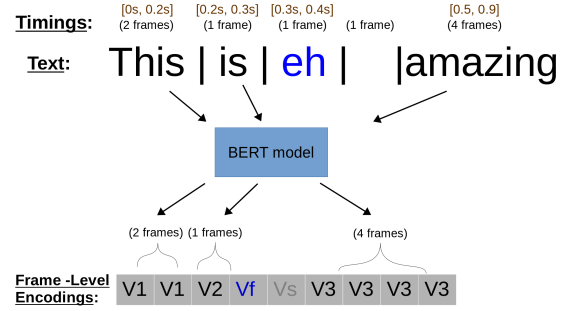 Timings: [0s, 0.2s] [0.2s, 0.3s] [0.3s, 0.4s] [0.5, 0.9]
(2 frames) (1 frame) (1 frame) (1 frame) (4 frames)
Text: This | is | eh | |amazing
BERT model
(2 frames) (1 frame) (4 frames)
Frame -Level
Encodings: V1 V1 V2 Vf Vs V3 V3 V3 V3